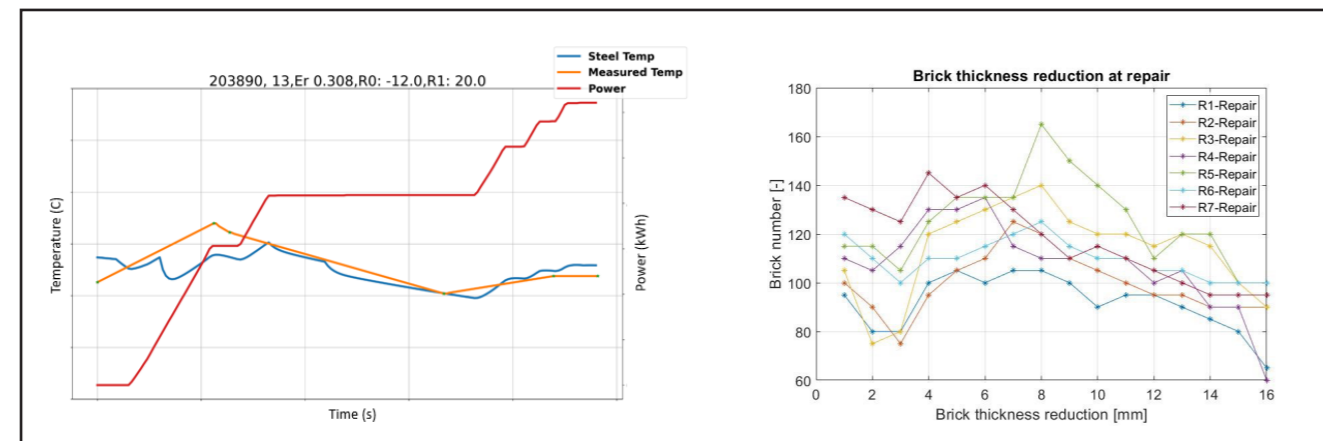 203890, 13,Er 0.308,R0: -12.0,R1: 20.0
Steel Temp
Measured Temp
Power
Temperature (C)
Power (kWh)
Time (s)
Brick thickness reduction at repair
R1-Repair
R2-Repair
R3-Repair
R4-Repair
R5-Repair
R6-Repair
R7-Repair
Brick number [-]
180
160
140
120
100
80
60
0 2 4 6 8 10 12 14 16
Brick thickness reduction [mm]